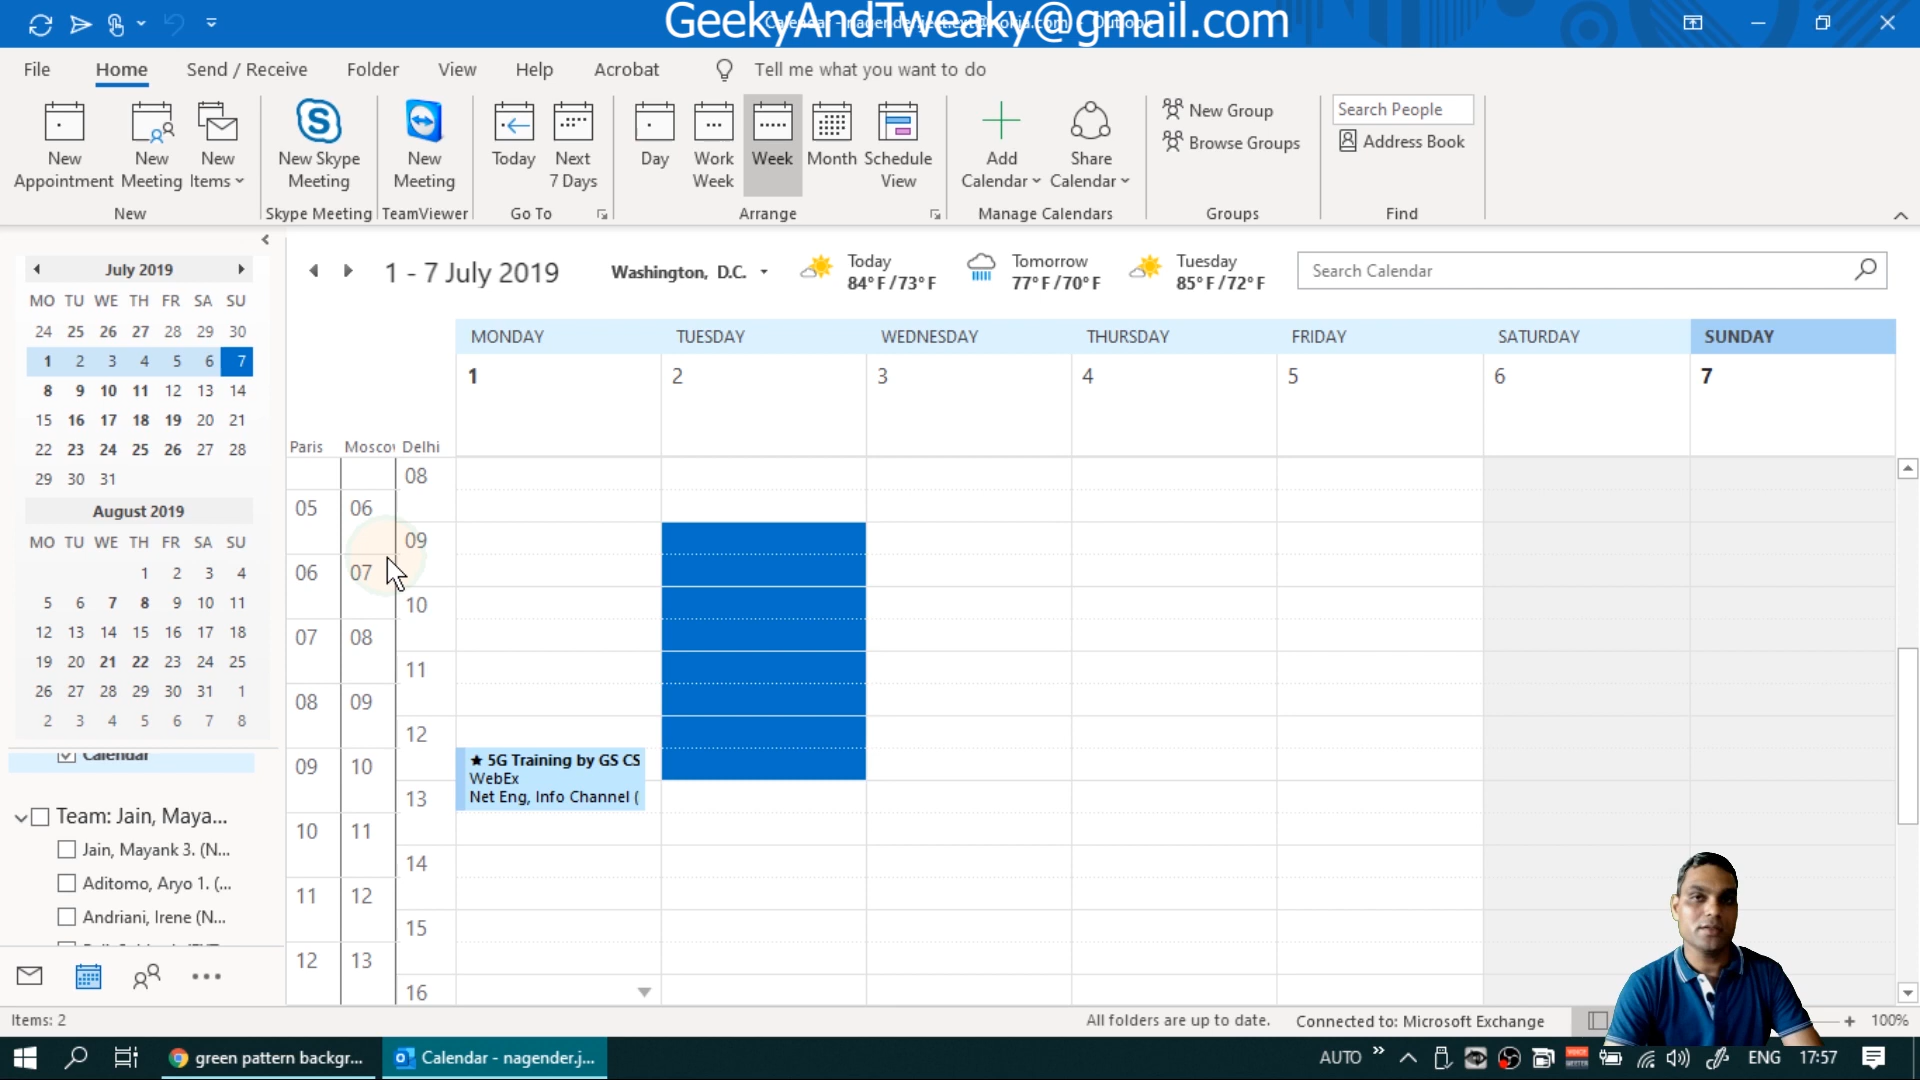 GeekyAndTweaky@gmail.com
File Home Send / Receive Folder View Help Acrobat Tell me what you want to do
New Appointment
New Meeting
New Items
New
New Skype Meeting
Skype Meeting
New Meeting
TeamViewer
Today
Next 7 Days
Go To
Day
Work Week
Week
Month
Schedule View
Arrange
Add Calendar
Share Calendar
Manage Calendars
New Group
Browse Groups
Groups
Search People
Address Book
Find
July 2019
MO TU WE TH FR SA SU
24 25 26 27 28 29 30
1 2 3 4 5 6 7
8 9 10 11 12 13 14
15 16 17 18 19 20 21
22 23 24 25 26 27 28
29 30 31
August 2019
MO TU WE TH FR SA SU
1 2 3 4
5 6 7 8 9 10 11
12 13 14 15 16 17 18
19 20 21 22 23 24 25
26 27 28 29 30 31 1
2 3 4 5 6 7 8
Calendar
Team: Jain, Maya...
Jain, Mayank 3. (N...
Aditomo, Aryo 1. (...
Andriani, Irene (N...
1 - 7 July 2019
Washington, D.C.
Today
84°F/73°F
Tomorrow
77°F/70°F
Tuesday
85°F/72°F
Search Calendar
MONDAY TUESDAY WEDNESDAY THURSDAY FRIDAY SATURDAY SUNDAY
1 2 3 4 5 6 7
Paris Moscow Delhi
08
05 06
09
06 07
10
07 08
11
08 09
12
09 10
13
10 11
14
11 12
15
12 13
16
★ 5G Training by GS CS
WebEx
Net Eng, Info Channel (
Items: 2
All folders are up to date. Connected to: Microsoft Exchange 100%
green pattern backgr...
Calendar - nagender.j...
AUTO ENG 17:57